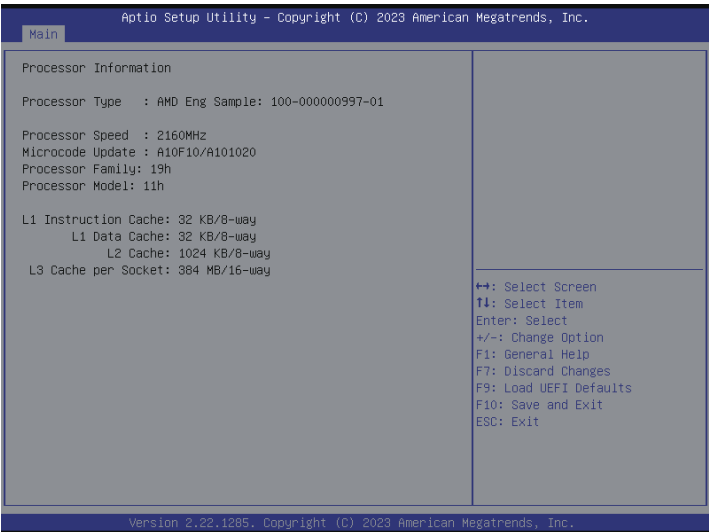 Aptio Setup Utility – Copyright (C) 2023 American Megatrends, Inc.
Main
Processor Information
Processor Type : AMD Eng Sample: 100-000000997-01
Processor Speed : 2160MHz
Microcode Update : A10F10/A101020
Processor Family: 19h
Processor Model: 11h
L1 Instruction Cache: 32 KB/8-way
L1 Data Cache: 32 KB/8-way
L2 Cache: 1024 KB/8-way
L3 Cache per Socket: 384 MB/16-way
↔: Select Screen
↑↓: Select Item
Enter: Select
+/-: Change Option
F1: General Help
F7: Discard Changes
F9: Load UEFI Defaults
F10: Save and Exit
ESC: Exit
Version 2.22.1285. Copyright (C) 2023 American Megatrends, Inc.